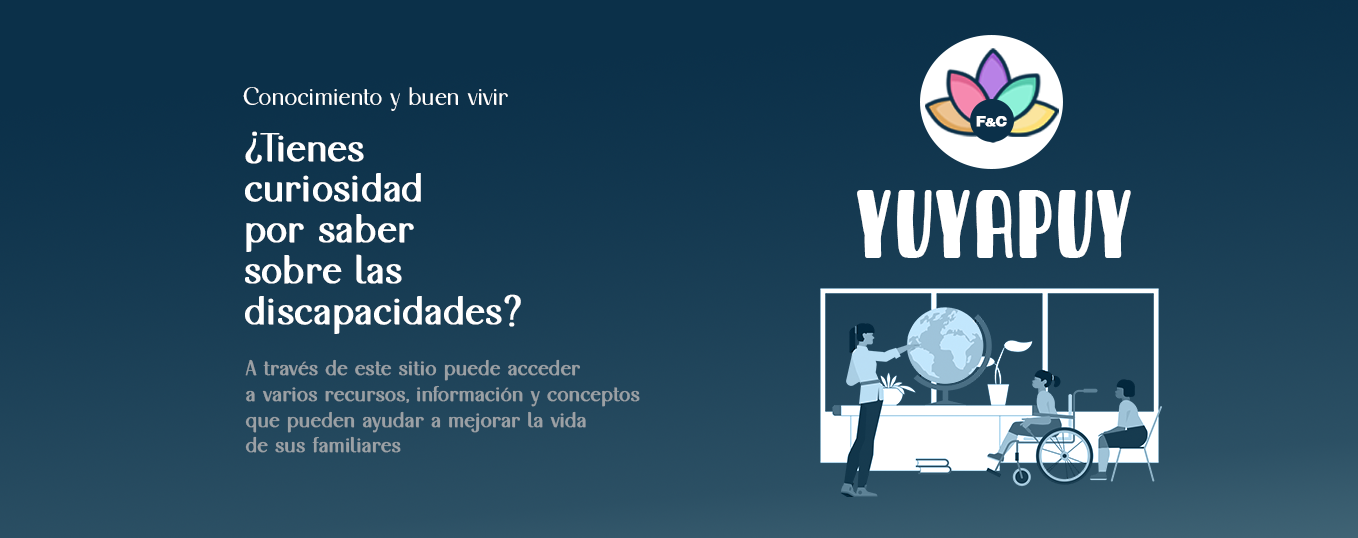 Conocimiento y buen vivir
¿Tienes
curiosidad
por saber
sobre las
discapacidades?
A través de este sitio puede acceder
a varios recursos, información y conceptos
que pueden ayudar a mejorar la vida
de sus familiares
F&C
YUYAPUY